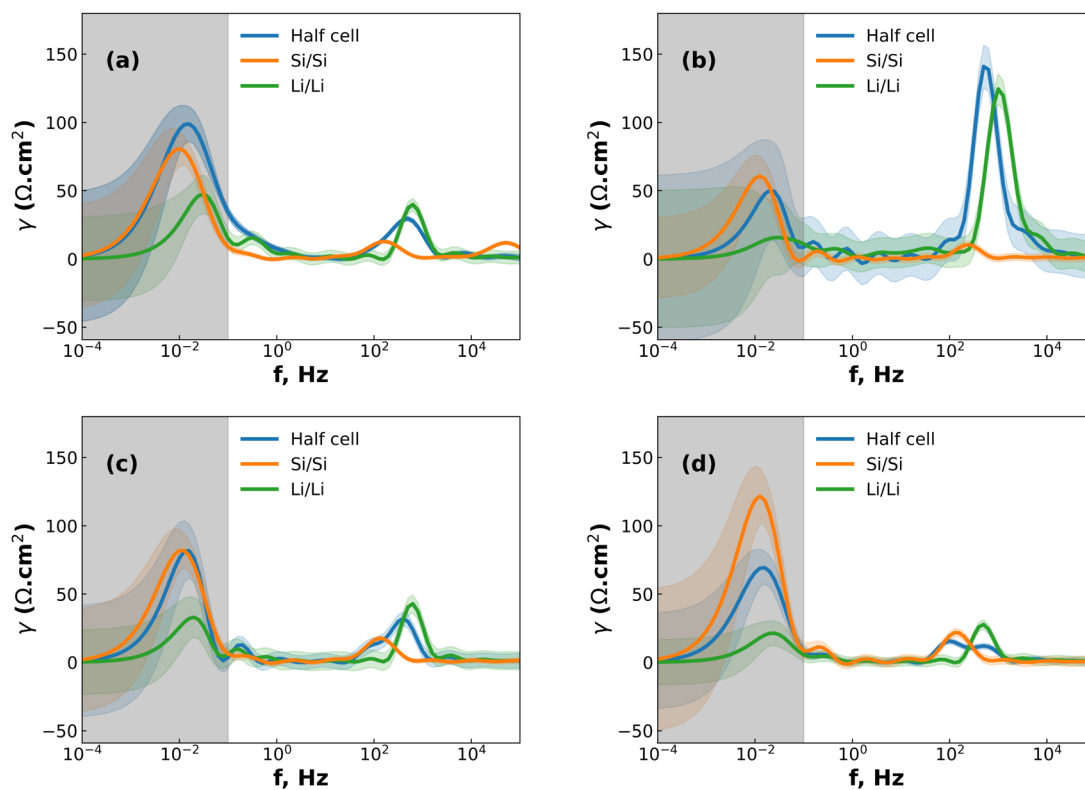 (a)
Half cell
Si/Si
Li/Li
150
100
50
0
−50
γ (Ω.cm²)
10⁻⁴ 10⁻² 10⁰ 10² 10⁴
f, Hz
(b)
Half cell
Si/Si
Li/Li
150
100
50
0
−50
γ (Ω.cm²)
10⁻⁴ 10⁻² 10⁰ 10² 10⁴
f, Hz
(c)
Half cell
Si/Si
Li/Li
150
100
50
0
−50
γ (Ω.cm²)
10⁻⁴ 10⁻² 10⁰ 10² 10⁴
f, Hz
(d)
Half cell
Si/Si
Li/Li
150
100
50
0
−50
γ (Ω.cm²)
10⁻⁴ 10⁻² 10⁰ 10² 10⁴
f, Hz